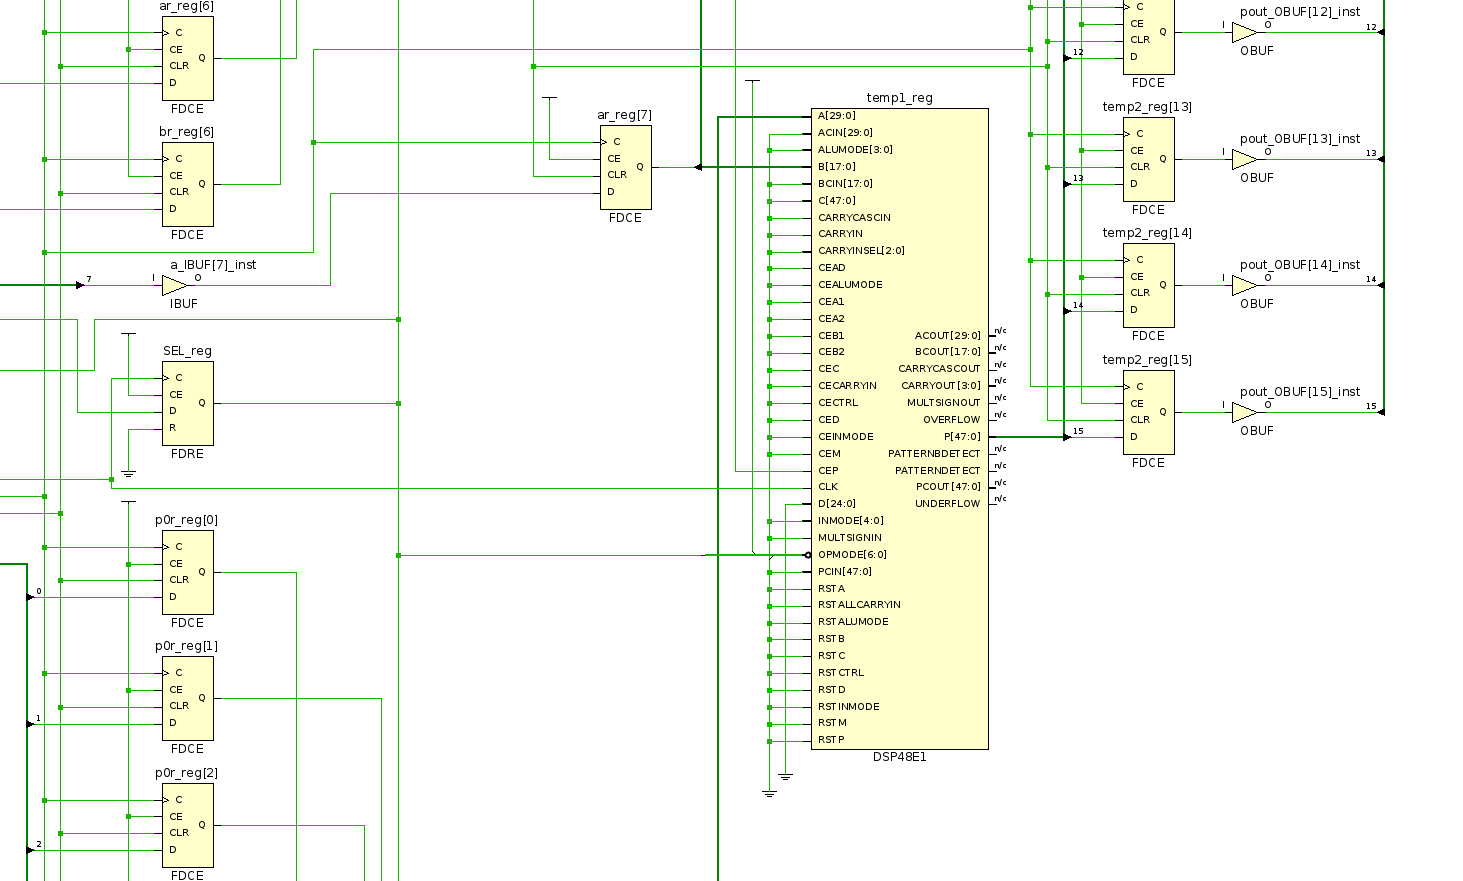 ar_reg[6]
C
CE
CLR
D
Q
FDCE
br_reg[6]
C
CE
CLR
D
Q
FDCE
7
a_IBUF[7]_inst
I
O
IBUF
SEL_reg
C
CE
D
R
Q
FDRE
p0r_reg[0]
C
CE
CLR
D
Q
FDCE
0
p0r_reg[1]
C
CE
CLR
D
Q
FDCE
1
p0r_reg[2]
C
CE
CLR
D
Q
FDCE
2
ar_reg[7]
C
CE
CLR
D
Q
FDCE
temp1_reg
A[29:0]
ACIN[29:0]
ALUMODE[3:0]
B[17:0]
BCIN[17:0]
C[47:0]
CARRYCASCIN
CARRYIN
CARRYINSEL[2:0]
CEAD
CEALUMODE
CEA1
CEA2
CEB1
CEB2
CEC
CECARRYIN
CECTRL
CED
CEINMODE
CEM
CEP
CLK
D[24:0]
INMODE[4:0]
MULTSIGNIN
OPMODE[6:0]
PCIN[47:0]
RSTA
RSTALLCARRYIN
RSTALUMODE
RSTB
RSTC
RSTCTRL
RSTD
RSTINMODE
RSTM
RSTP
ACOUT[29:0] n/c
BCOUT[17:0] n/c
CARRYCASCOUT n/c
CARRYOUT[3:0] n/c
MULTSIGNOUT n/c
OVERFLOW n/c
P[47:0]
PATTERNBDETECT n/c
PATTERNDETECT n/c
PCOUT[47:0] n/c
UNDERFLOW n/c
DSP48E1
C
CE
CLR
D
Q
FDCE
12
pout_OBUF[12]_inst
I
O
OBUF
12
temp2_reg[13]
C
CE
CLR
D
Q
FDCE
13
pout_OBUF[13]_inst
I
O
OBUF
13
temp2_reg[14]
C
CE
CLR
D
Q
FDCE
14
pout_OBUF[14]_inst
I
O
OBUF
14
temp2_reg[15]
C
CE
CLR
D
Q
FDCE
15
pout_OBUF[15]_inst
I
O
OBUF
15